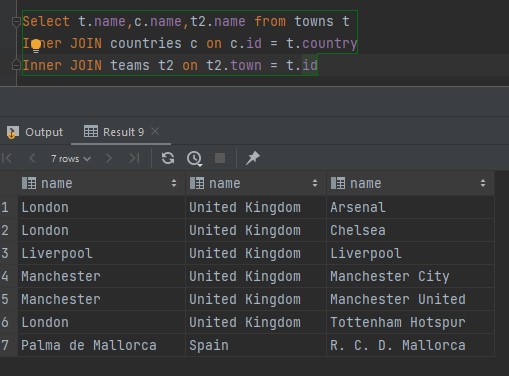 Select t.name,c.name,t2.name from towns t
Inner JOIN countries c on c.id = t.country
Inner JOIN teams t2 on t2.town = t.id
Output Result 9
7 rows
name name name
1 London United Kingdom Arsenal
2 London United Kingdom Chelsea
3 Liverpool United Kingdom Liverpool
4 Manchester United Kingdom Manchester City
5 Manchester United Kingdom Manchester United
6 London United Kingdom Tottenham Hotspur
7 Palma de Mallorca Spain R. C. D. Mallorca